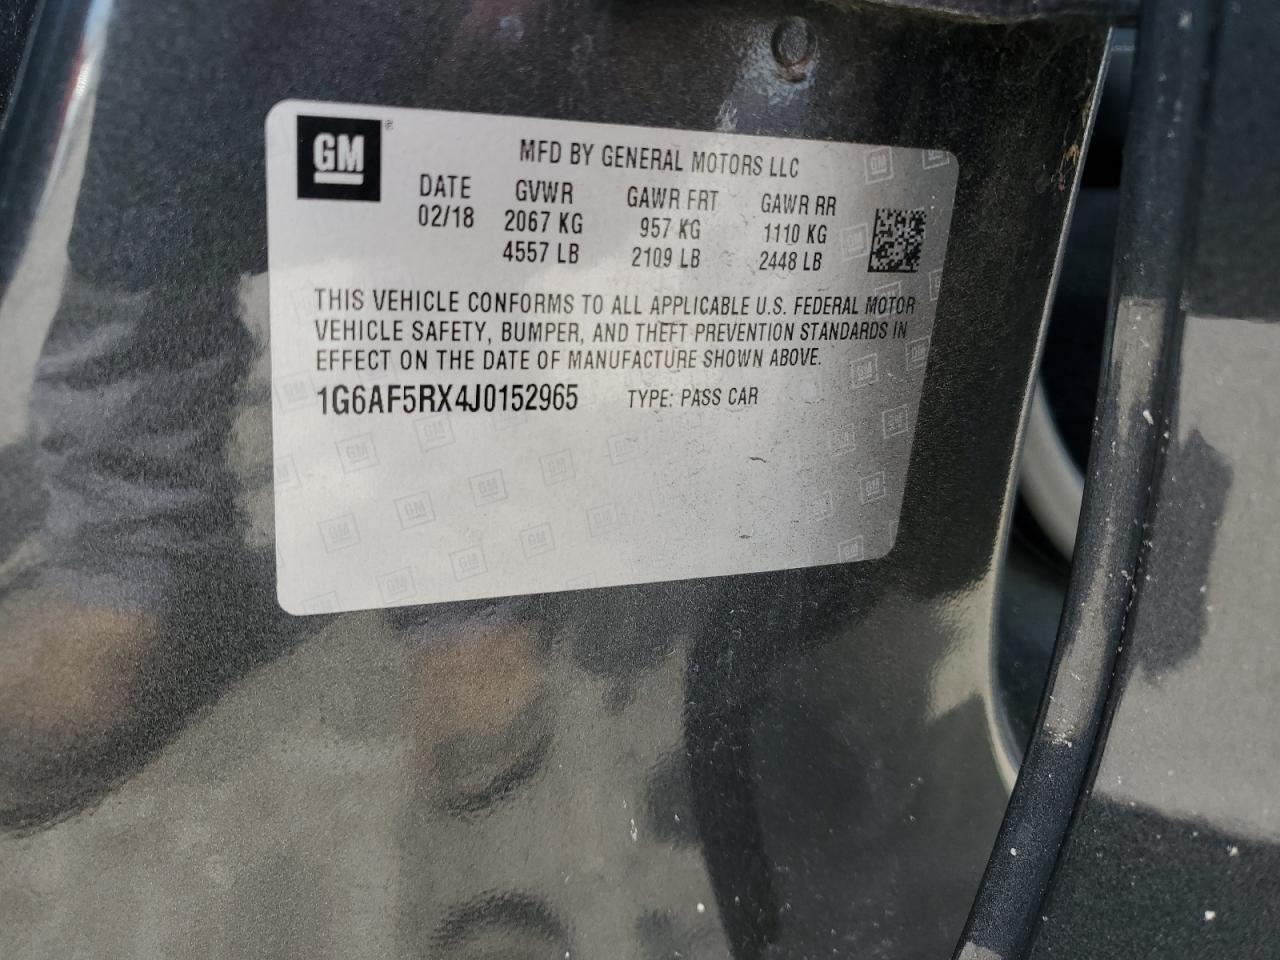 GM
MFD BY GENERAL MOTORS LLC
DATE GVWR GAWR FRT GAWR RR
02/18 2067 KG 957 KG 1110 KG
4557 LB 2109 LB 2448 LB
THIS VEHICLE CONFORMS TO ALL APPLICABLE U.S. FEDERAL MOTOR
VEHICLE SAFETY, BUMPER, AND THEFT PREVENTION STANDARDS IN
EFFECT ON THE DATE OF MANUFACTURE SHOWN ABOVE.
1G6AF5RX4J0152965 TYPE: PASS CAR